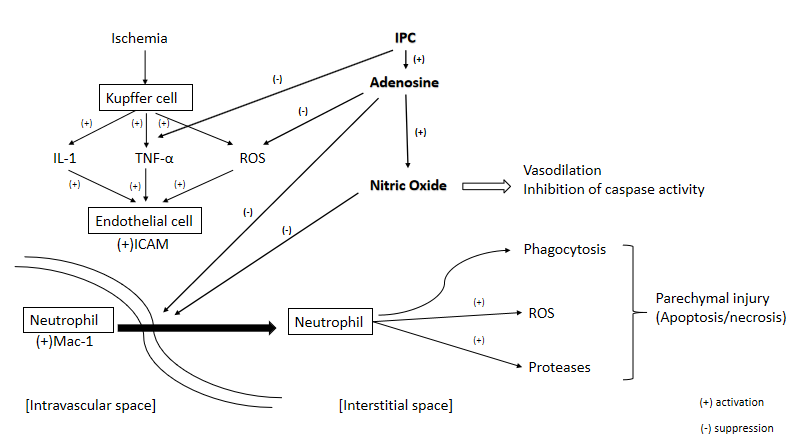 Ischemia
IPC
(+)
(-)
Adenosine
Kupffer cell
(-)
(+) (+) (+)
(+)
IL-1 TNF-α ROS
Vasodilation
(+) (+) (+)
Nitric Oxide
Inhibition of caspase activity
Endothelial cell
(-)
(-)
(+)ICAM
Phagocytosis
Parechymal injury
(Apoptosis/necrosis)
(+)
Neutrophil
Neutrophil
ROS
(+)Mac-1
(+)
Proteases
[Intravascular space]
[Interstitial space]
(+) activation
(-) suppression